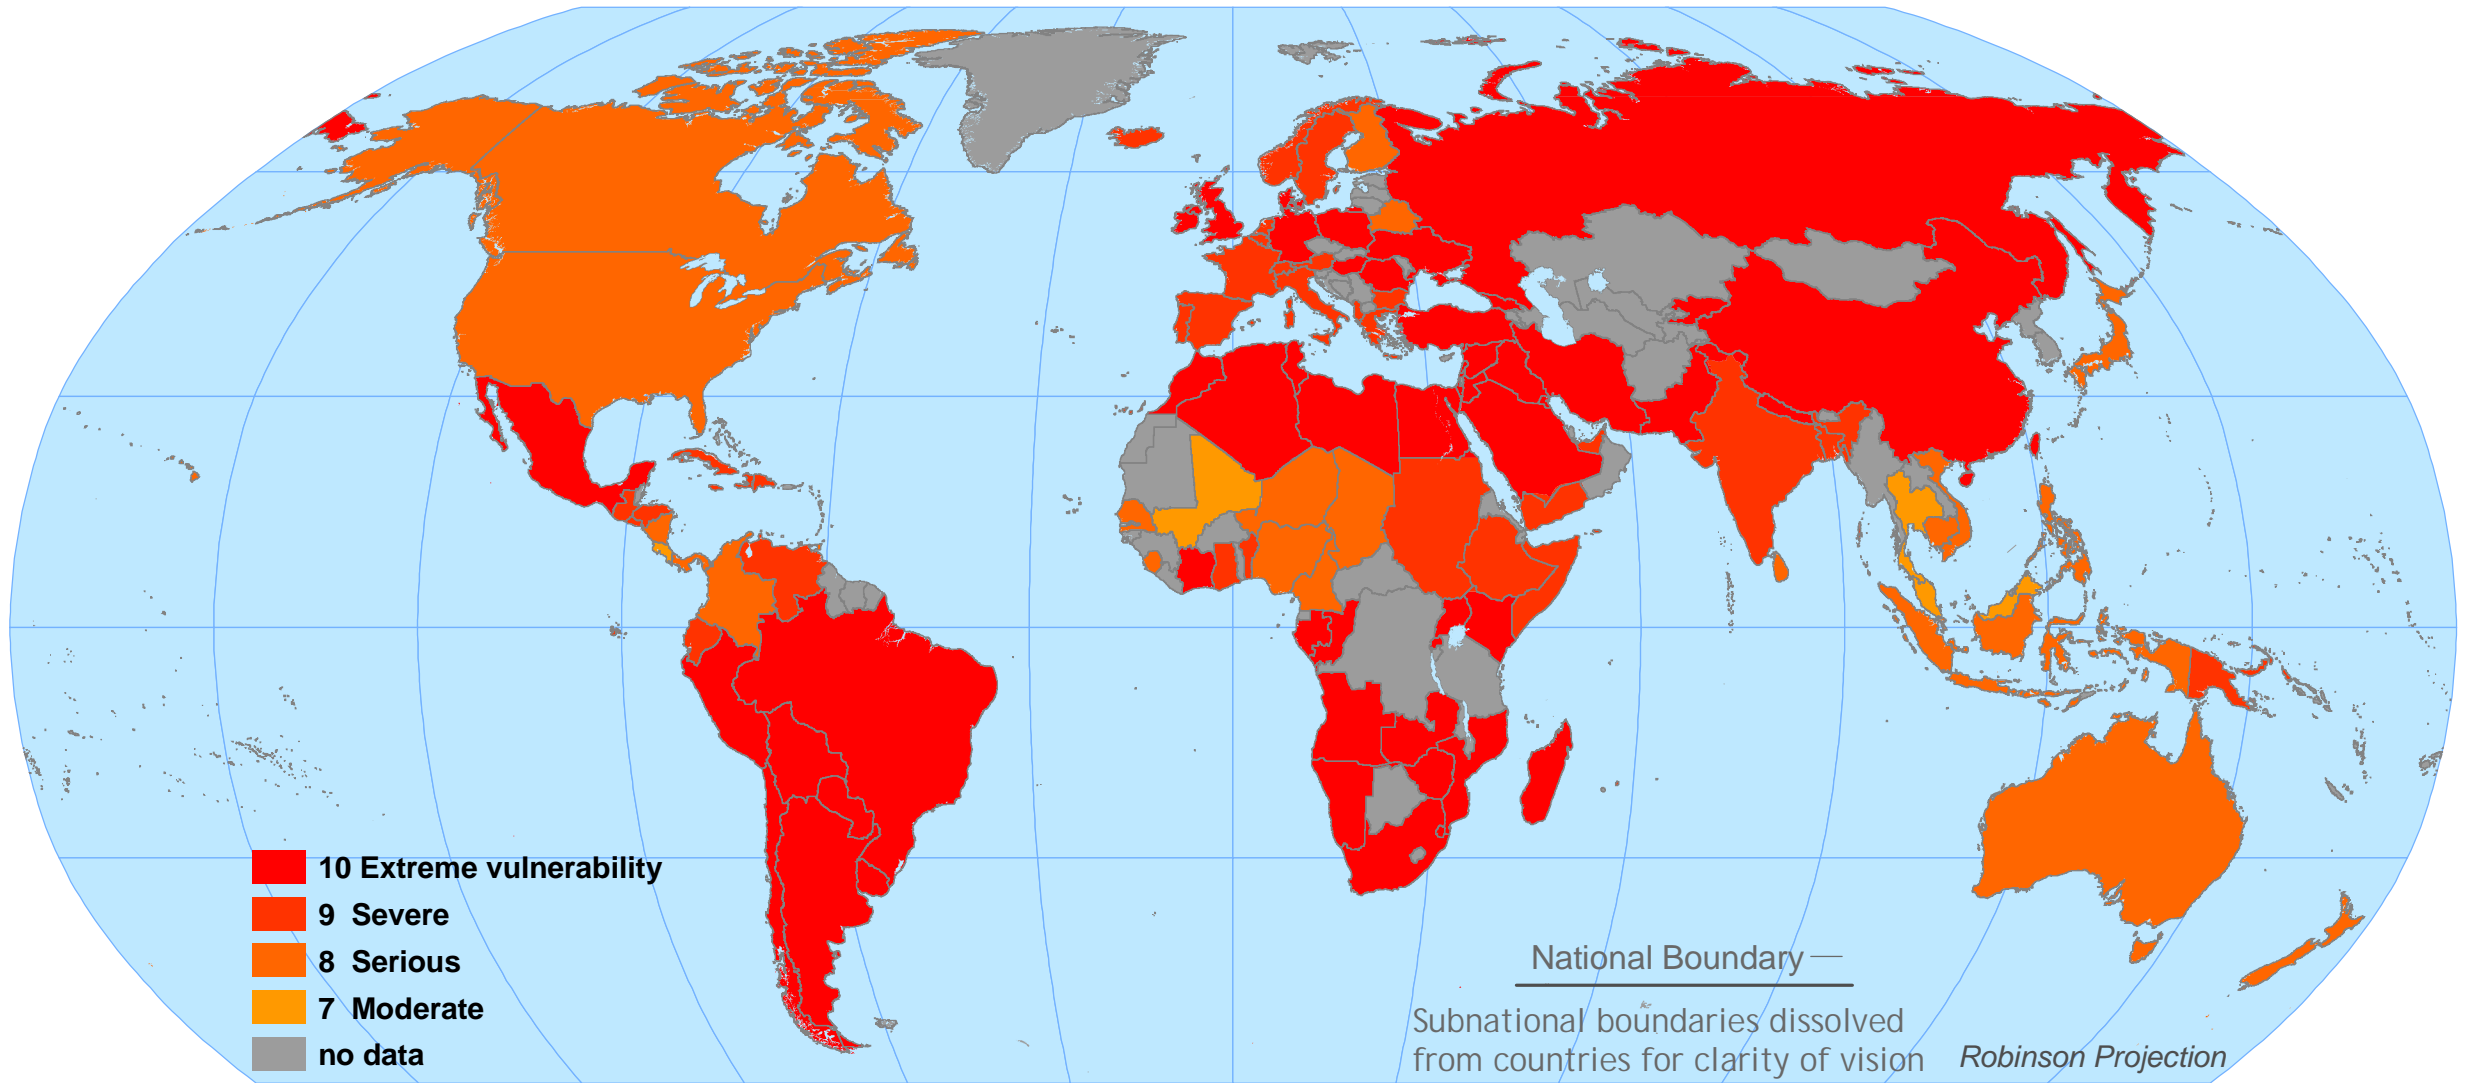 10 Extreme vulnerability
9 Severe
8 Serious
7 Moderate
no data
National Boundary —
Subnational boundaries dissolved
from countries for clarity of vision
Robinson Projection